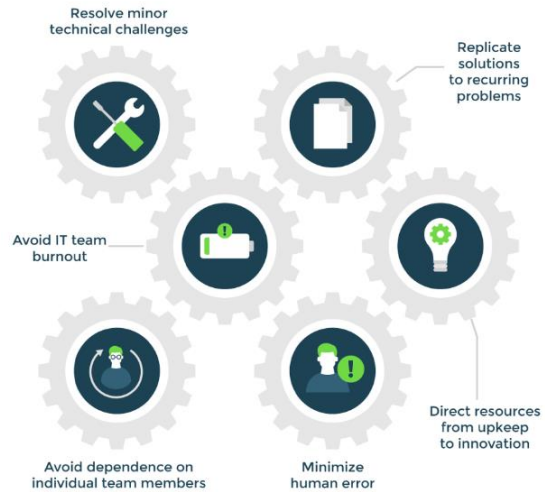 Resolve minor
technical challenges
Replicate
solutions
to recurring
problems
Avoid IT team
burnout
Direct resources
from upkeep
to innovation
Avoid dependence on
individual team members
Minimize
human error